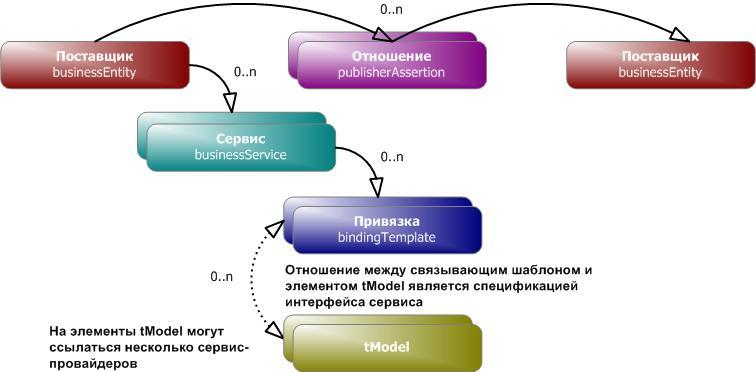 0..n
Поставщик
businessEntity
Отношение
publisherAssertion
Поставщик
businessEntity
0..n
Сервис
businessService
0..n
Привязка
bindingTemplate
0..n
Отношение между связывающим шаблоном и
элементом tModel является спецификацией
интерфейса сервиса
На элементы tModel могут
ссылаться несколько сервис-
провайдеров
tModel